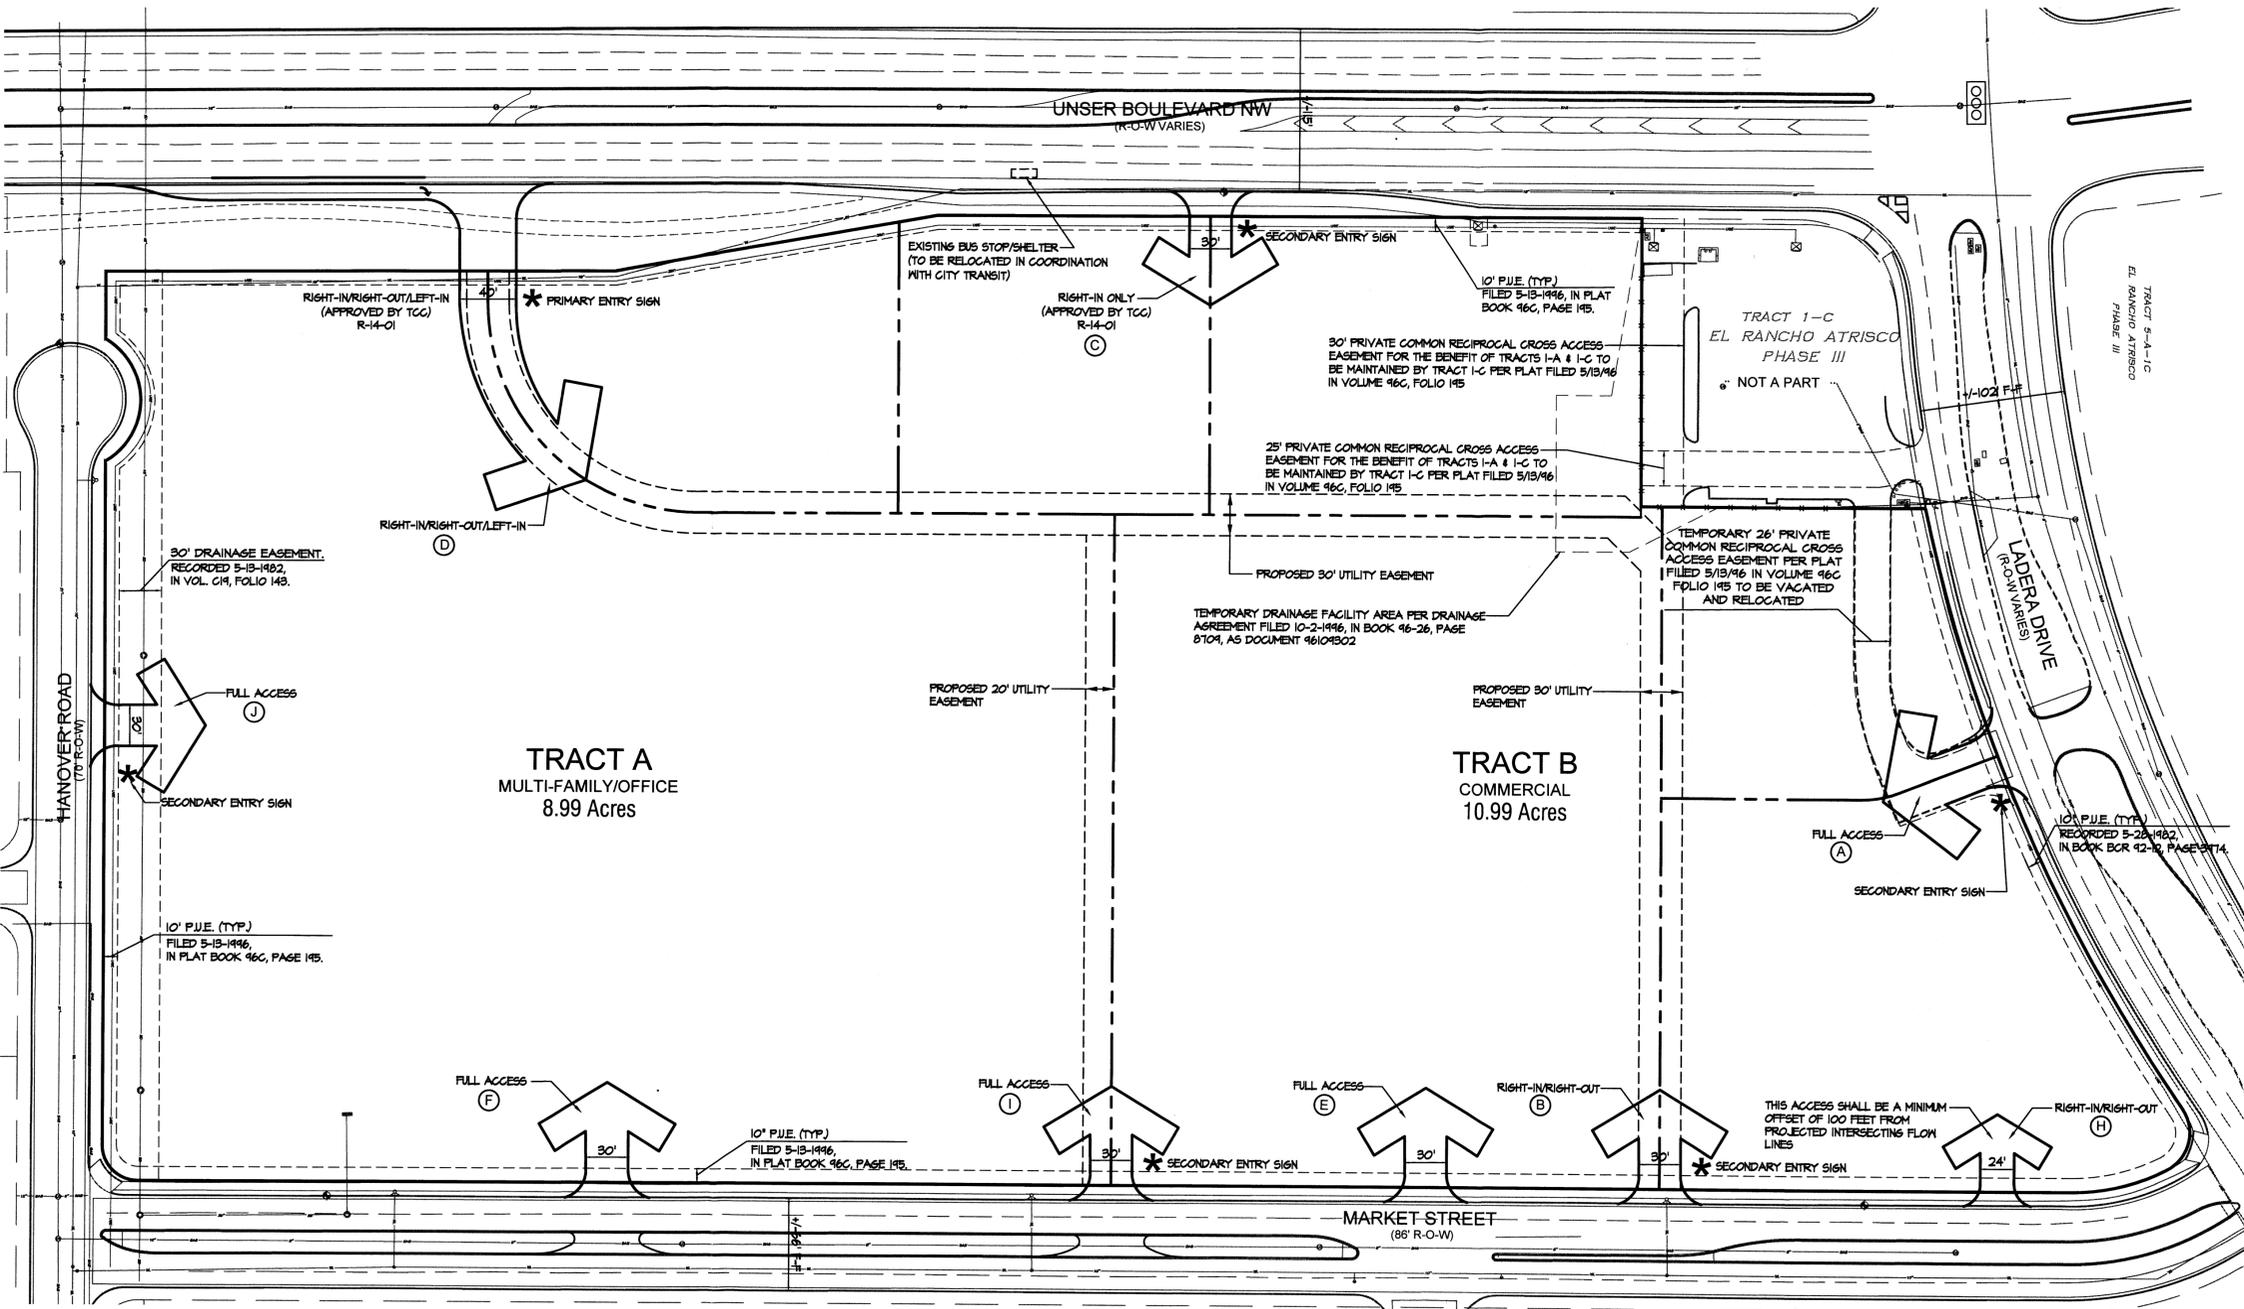 UNSER BOULEVARD NW
(R-O-W VARIES)
+/-115'
EXISTING BUS STOP/SHELTER
(TO BE RELOCATED IN COORDINATION
WITH CITY TRANSIT)
30'
* SECONDARY ENTRY SIGN
RIGHT-IN/RIGHT-OUT/LEFT-IN
(APPROVED BY TCC)
R-14-01
40'
* PRIMARY ENTRY SIGN
RIGHT-IN ONLY
(APPROVED BY TCC)
R-14-01
C
10' P.U.E. (TYP.)
FILED 5-13-1996, IN PLAT
BOOK 96C, PAGE 195.
30' PRIVATE COMMON RECIPROCAL CROSS ACCESS
EASEMENT FOR THE BENEFIT OF TRACTS 1-A & 1-C TO
BE MAINTAINED BY TRACT 1-C PER PLAT FILED 5/13/96
IN VOLUME 96C, FOLIO 195
TRACT 1-C
EL RANCHO ATRISCO
PHASE III
NOT A PART
TRACT 5-A-1C
EL RANCHO ATRISCO
PHASE III
+/-102' F-F
25' PRIVATE COMMON RECIPROCAL CROSS ACCESS
EASEMENT FOR THE BENEFIT OF TRACTS 1-A & 1-C TO
BE MAINTAINED BY TRACT 1-C PER PLAT FILED 5/13/96
IN VOLUME 96C, FOLIO 195
RIGHT-IN/RIGHT-OUT/LEFT-IN
D
30' DRAINAGE EASEMENT.
RECORDED 5-13-1982,
IN VOL. C19, FOLIO 143.
PROPOSED 30' UTILITY EASEMENT
TEMPORARY 26' PRIVATE
COMMON RECIPROCAL CROSS
ACCESS EASEMENT PER PLAT
FILED 5/13/96 IN VOLUME 96C
FOLIO 195 TO BE VACATED
AND RELOCATED
LADERA DRIVE
(R-O-W VARIES)
TEMPORARY DRAINAGE FACILITY AREA PER DRAINAGE
AGREEMENT FILED 10-2-1996, IN BOOK 96-26, PAGE
8709, AS DOCUMENT 96109302
HANOVER ROAD
(70' R-O-W)
30'
FULL ACCESS
J
* SECONDARY ENTRY SIGN
PROPOSED 20' UTILITY
EASEMENT
PROPOSED 30' UTILITY
EASEMENT
TRACT A
MULTI-FAMILY/OFFICE
8.99 Acres
TRACT B
COMMERCIAL
10.99 Acres
FULL ACCESS
A
* SECONDARY ENTRY SIGN
10' P.U.E. (TYP.)
RECORDED 5-28-1982,
IN BOOK BCR 92-12, PAGE
10' P.U.E. (TYP.)
FILED 5-13-1996,
IN PLAT BOOK 96C, PAGE 195.
FULL ACCESS
F
30'
10' P.U.E. (TYP.)
FILED 5-13-1996,
IN PLAT BOOK 96C, PAGE 195.
FULL ACCESS
I
30'
* SECONDARY ENTRY SIGN
FULL ACCESS
E
30'
RIGHT-IN/RIGHT-OUT
B
30'
* SECONDARY ENTRY SIGN
THIS ACCESS SHALL BE A MINIMUM
OFFSET OF 100 FEET FROM
PROJECTED INTERSECTING FLOW
LINES
24'
RIGHT-IN/RIGHT-OUT
H
MARKET STREET
(86' R-O-W)
+/-66' F-F